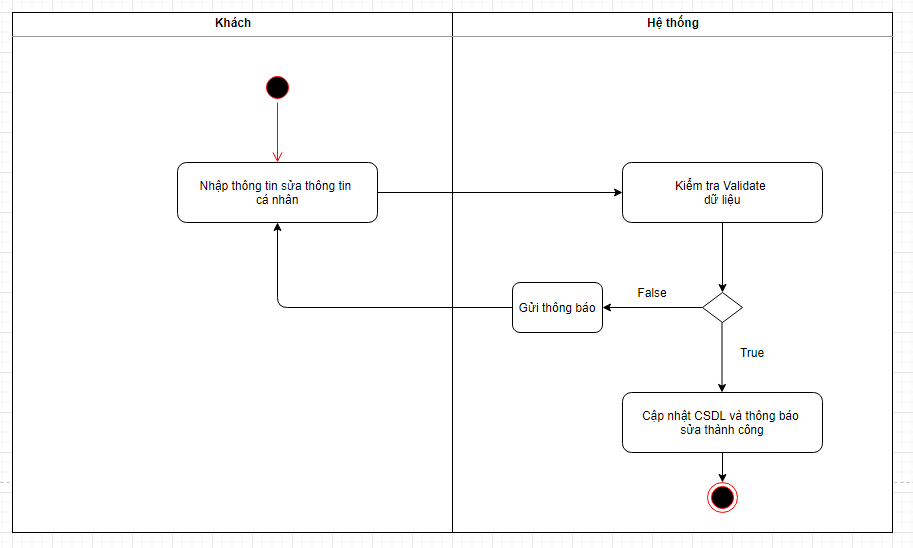 Khách
Hệ thống
Nhập thông tin sửa thông tin
cá nhân
Kiểm tra Validate
dữ liệu
False
Gửi thông báo
True
Cập nhật CSDL và thông báo
sửa thành công